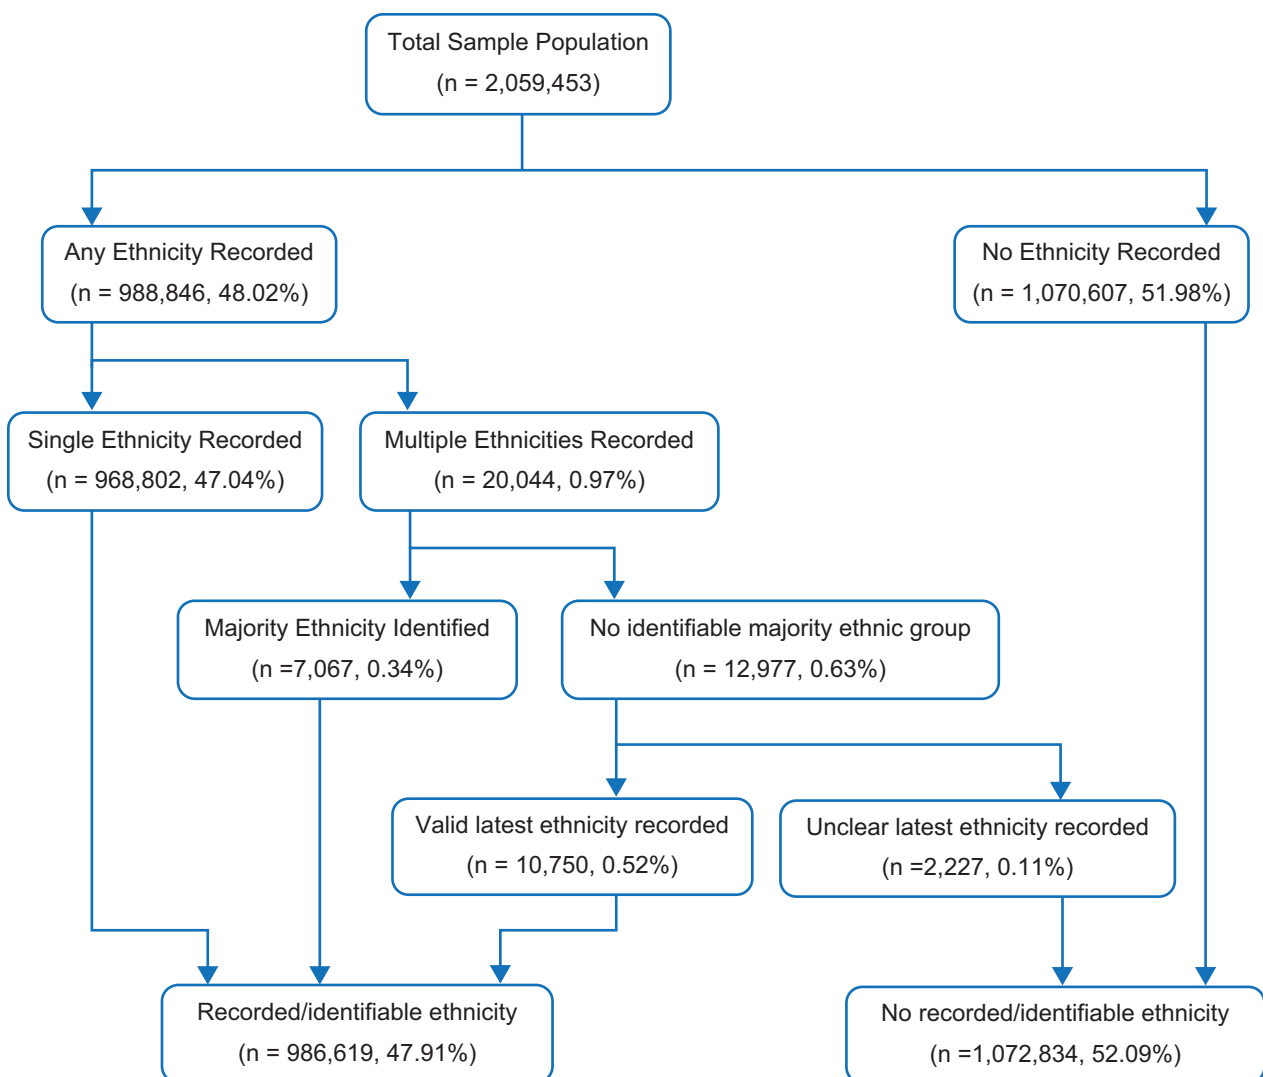 Total Sample Population
(n = 2,059,453)
Any Ethnicity Recorded
(n = 988,846, 48.02%)
No Ethnicity Recorded
(n = 1,070,607, 51.98%)
Single Ethnicity Recorded
(n = 968,802, 47.04%)
Multiple Ethnicities Recorded
(n = 20,044, 0.97%)
Majority Ethnicity Identified
(n =7,067, 0.34%)
No identifiable majority ethnic group
(n = 12,977, 0.63%)
Valid latest ethnicity recorded
(n = 10,750, 0.52%)
Unclear latest ethnicity recorded
(n =2,227, 0.11%)
Recorded/identifiable ethnicity
(n = 986,619, 47.91%)
No recorded/identifiable ethnicity
(n =1,072,834, 52.09%)